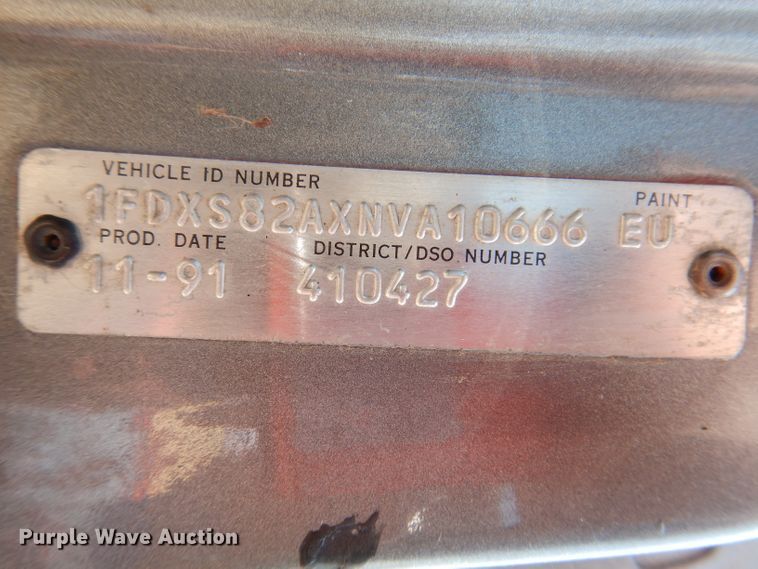 VEHICLE ID NUMBER
PAINT
1FDXS82AXNVA10666 EU
PROD. DATE DISTRICT/DSO. NUMBER
11-91 410427
Purple Wave Auction